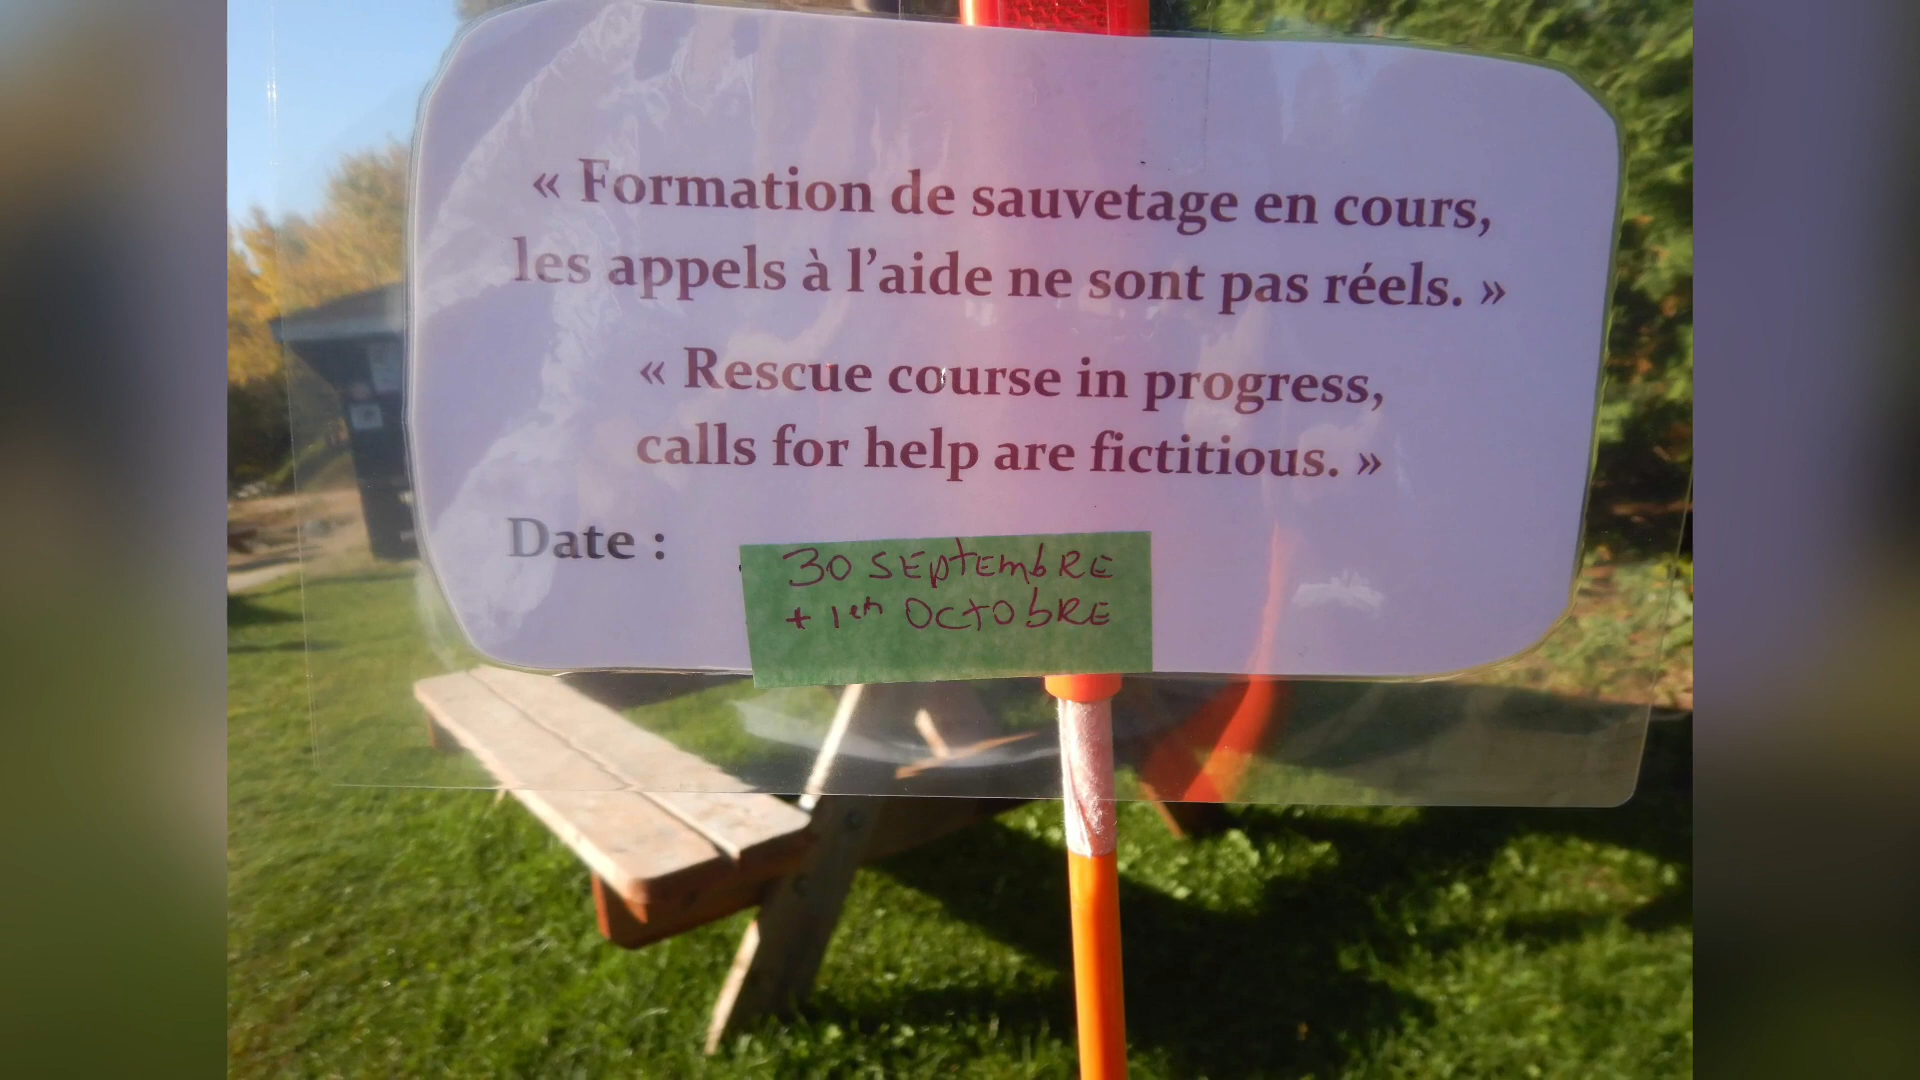 « Formation de sauvetage en cours,
les appels à l’aide ne sont pas réels. »
« Rescue course in progress,
calls for help are fictitious. »
Date :
30 SEPTEMBRE
+ 1er OCTOBRE